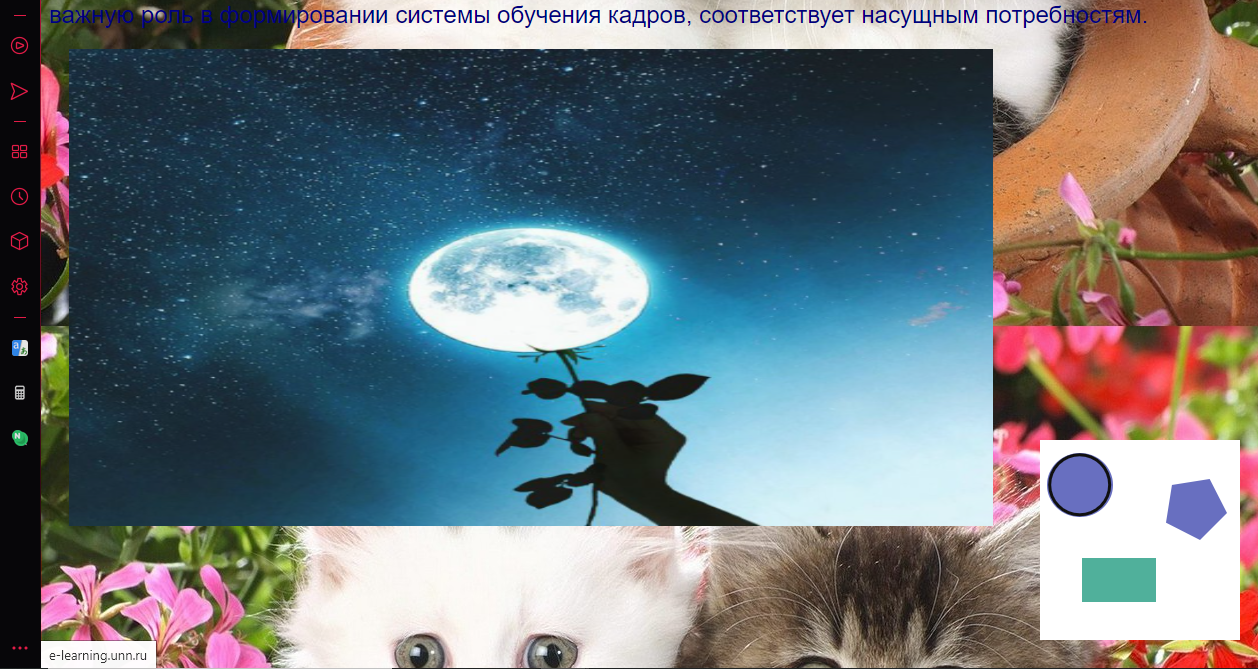 важную роль в формировании системы обучения кадров, соответствует насущным потребностям.
e-learning.unn.ru